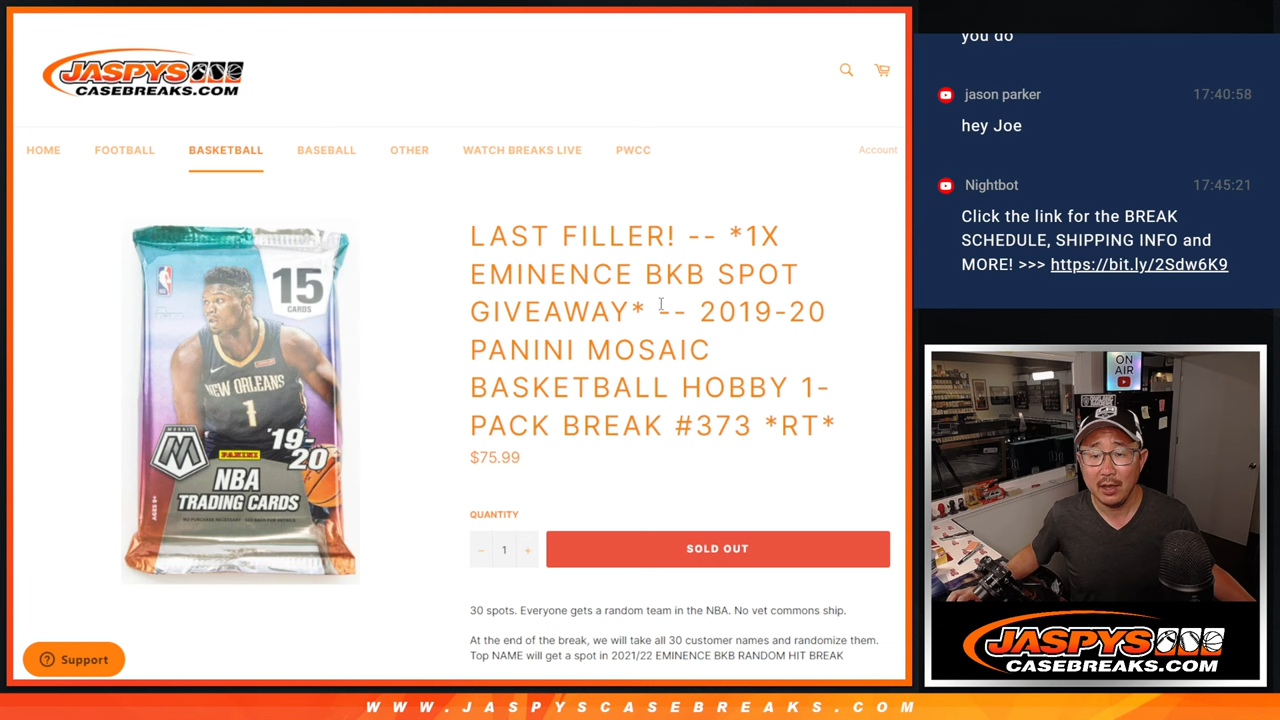 JASPYS
CASEBREAKS.COM
HOME FOOTBALL BASKETBALL BASEBALL OTHER WATCH BREAKS LIVE PWCC Account
15
CARDS
NEW ORLEANS
1
19-
20
PANINI
NBA
TRADING CARDS
LAST FILLER! -- *1X
EMINENCE BKB SPOT
GIVEAWAY* -- 2019-20
PANINI MOSAIC
BASKETBALL HOBBY 1-
PACK BREAK #373 *RT*
$75.99
QUANTITY
− 1 + SOLD OUT
30 spots. Everyone gets a random team in the NBA. No vet commons ship.
At the end of the break, we will take all 30 customer names and randomize them.
Top NAME will get a spot in 2021/22 EMINENCE BKB RANDOM HIT BREAK
Support
you do
jason parker 17:40:58
hey Joe
Nightbot 17:45:21
Click the link for the BREAK
SCHEDULE, SHIPPING INFO and
MORE! >>> https://bit.ly/2Sdw6K9
ON
AIR
JASPYS
CASEBREAKS.COM
WWW.JASPYSCASEBREAKS.COM